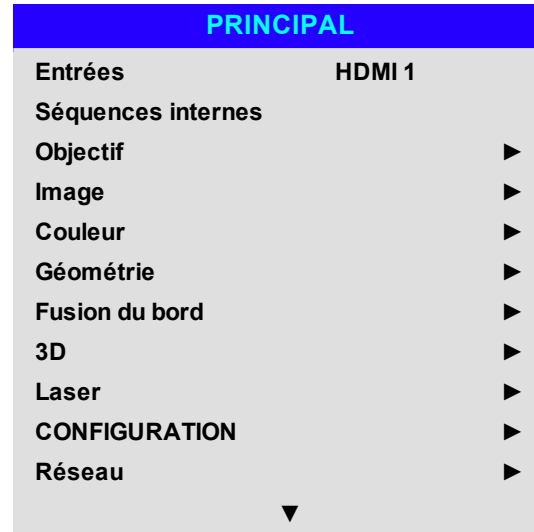 PRINCIPAL
Entrées HDMI 1
Séquences internes
Objectif ►
Image ►
Couleur ►
Géométrie ►
Fusion du bord ►
3D ►
Laser ►
CONFIGURATION ►
Réseau ►
▼